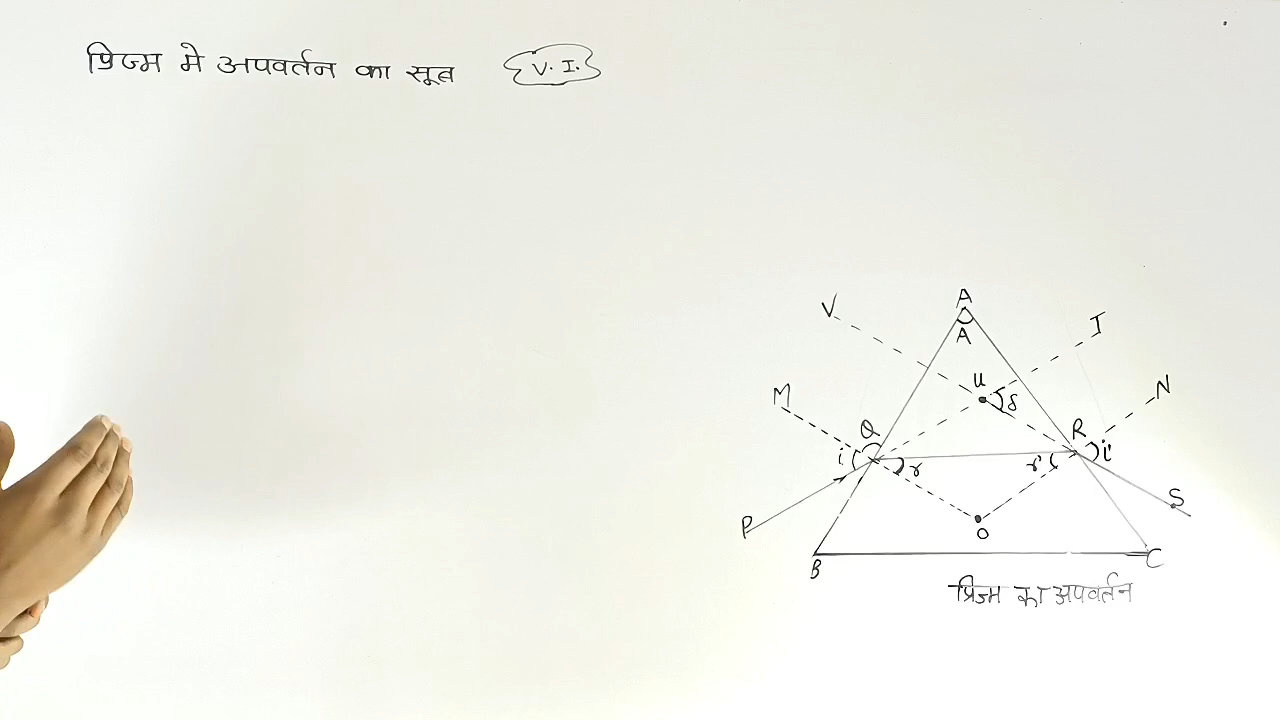 प्रिज्म मे अपवर्तन का सूत्र V. I.
A
A
V
I
M
U
δ
N
Q
R
i
r
r'
i'
P
S
O
B
C
प्रिज्म का अपवर्तन